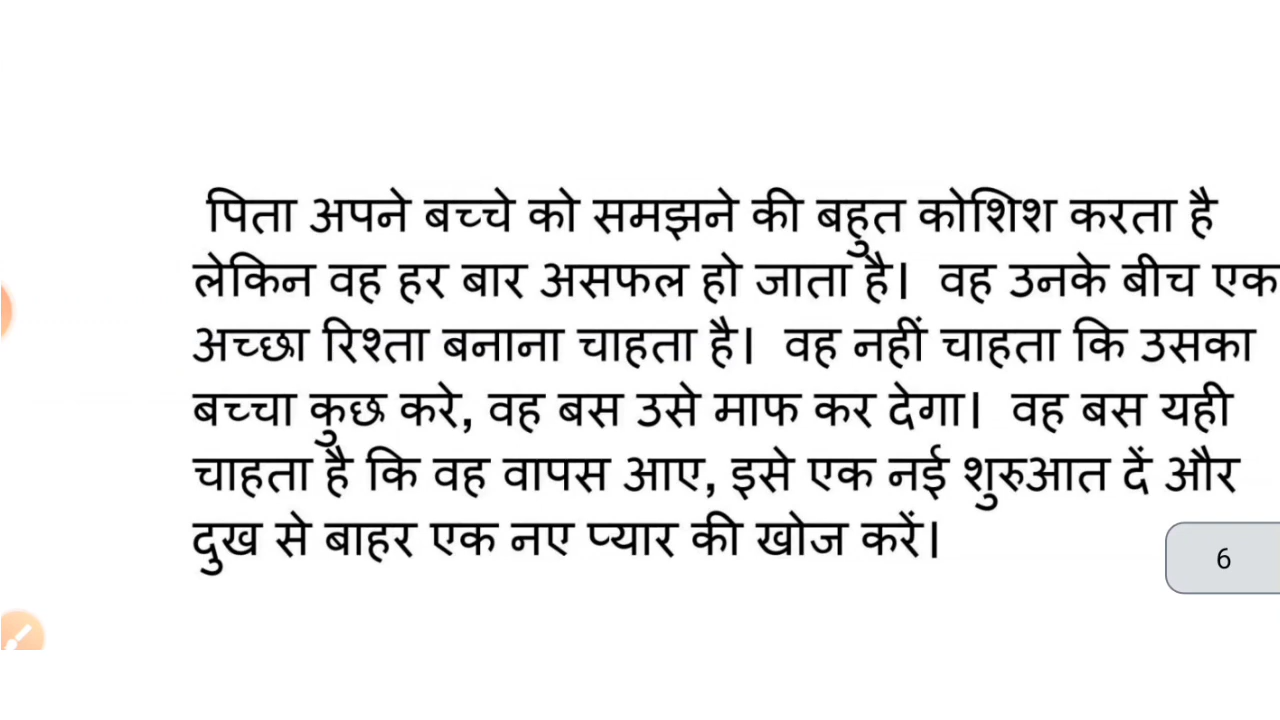 पिता अपने बच्चे को समझने की बहुत कोशिश करता है
लेकिन वह हर बार असफल हो जाता है। वह उनके बीच एक
अच्छा रिश्ता बनाना चाहता है। वह नहीं चाहता कि उसका
बच्चा कुछ करे, वह बस उसे माफ कर देगा। वह बस यही
चाहता है कि वह वापस आए, इसे एक नई शुरुआत दें और
दुख से बाहर एक नए प्यार की खोज करें।
6